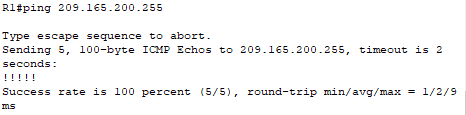 R1#ping 209.165.200.255
Type escape sequence to abort.
Sending 5, 100-byte ICMP Echos to 209.165.200.255, timeout is 2
seconds:
!!!!!
Success rate is 100 percent (5/5), round-trip min/avg/max = 1/2/9
ms